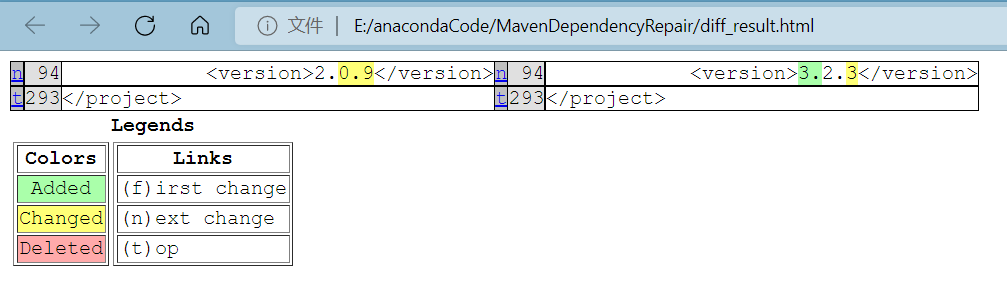 文件 | E:/anacondaCode/MavenDependencyRepair/diff_result.html
n 94 <version>2.0.9</version> n 94 <version>3.2.3</version>
t 293 </project> t 293 </project>
Legends
Colors Links
Added (f)irst change
Changed (n)ext change
Deleted (t)op